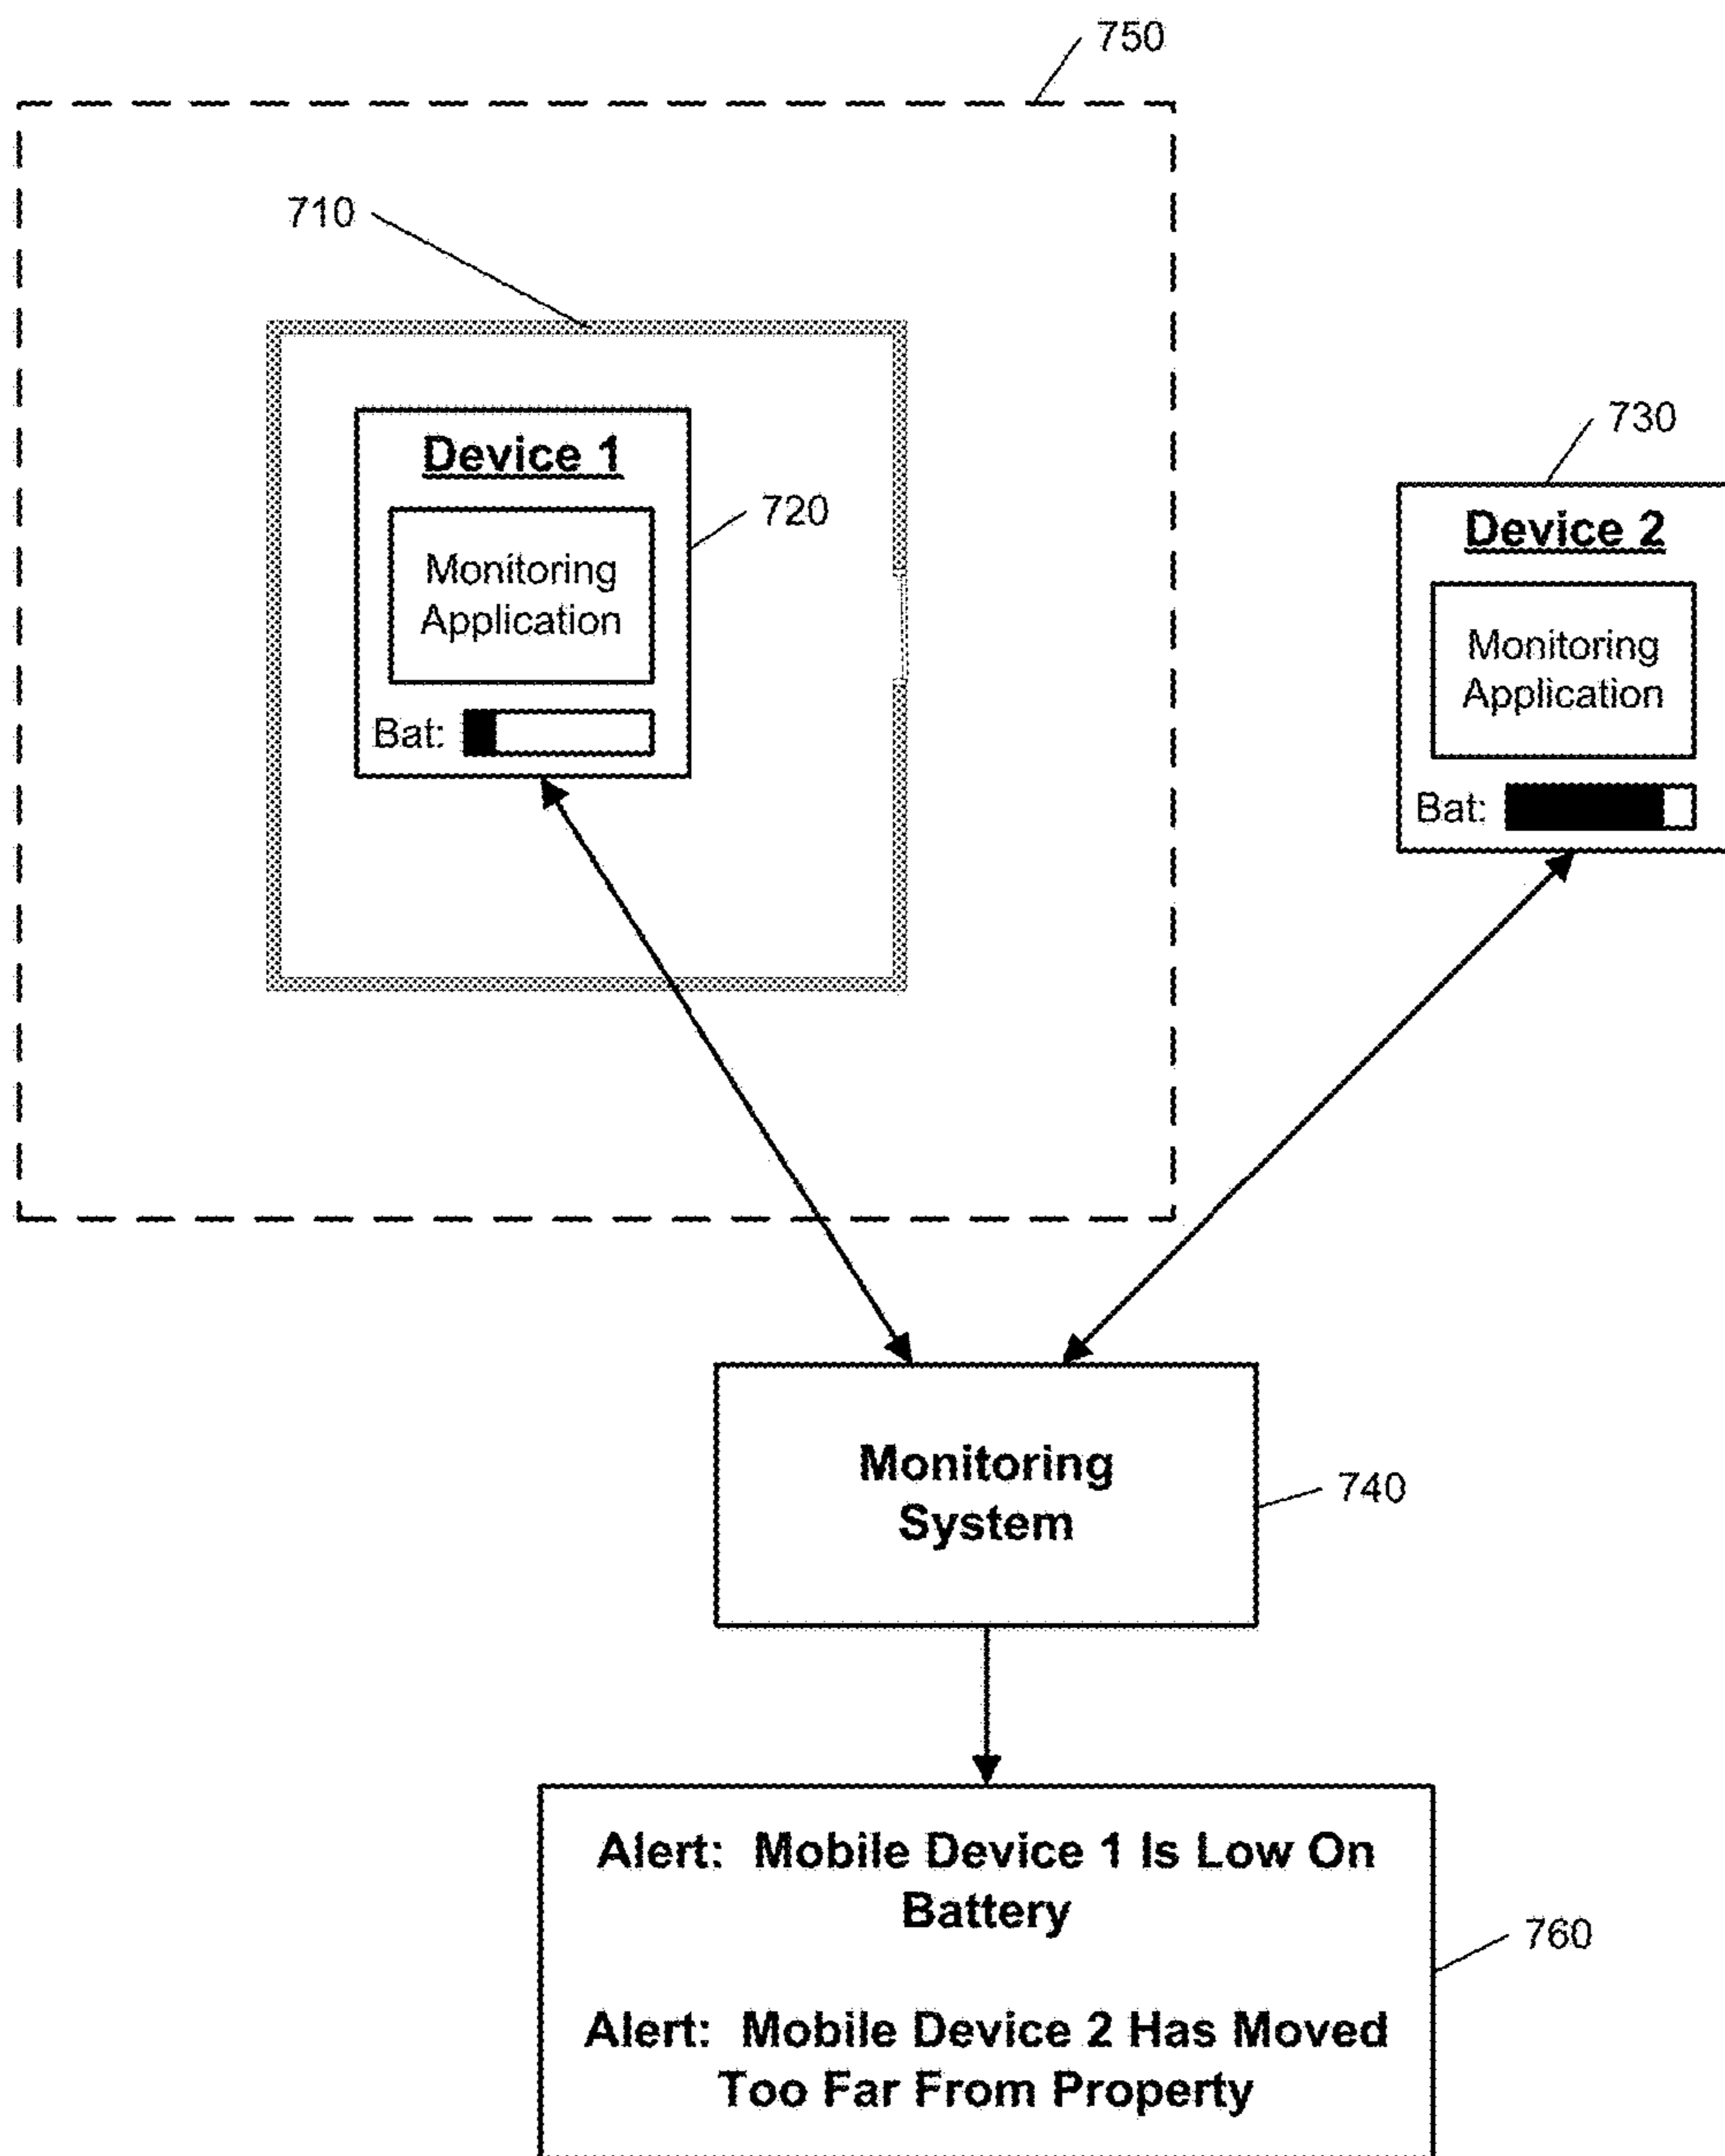 750
710
730
Device 1
720
Device 2
Monitoring
Application
Monitoring
Application
Bat:
Bat:
Monitoring
System
740
Alert: Mobile Device 1 Is Low On
Battery
760
Alert: Mobile Device 2 Has Moved
Too Far From Property